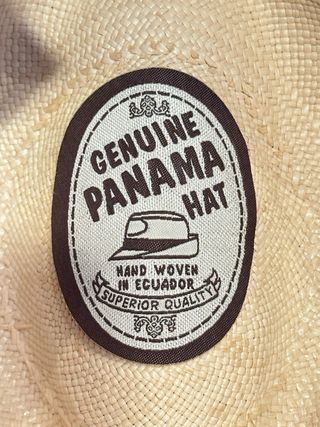 GENUINE
PANAMA
HAT
HAND WOVEN
IN ECUADOR
SUPERIOR QUALITY